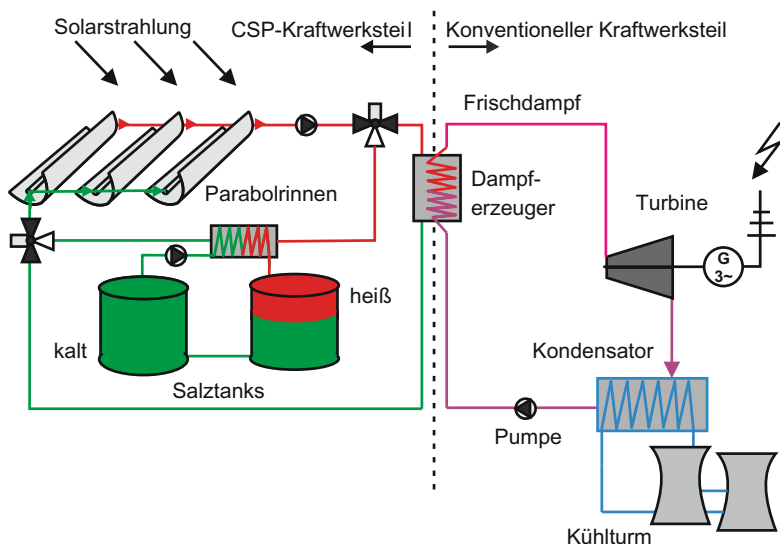 Solarstrahlung
CSP-Kraftwerksteil
Konventioneller Kraftwerksteil
Frischdampf
Parabolrinnen
Dampf-
erzeuger
Turbine
G
3~
heiß
kalt
Salztanks
Kondensator
Pumpe
Kühlturm